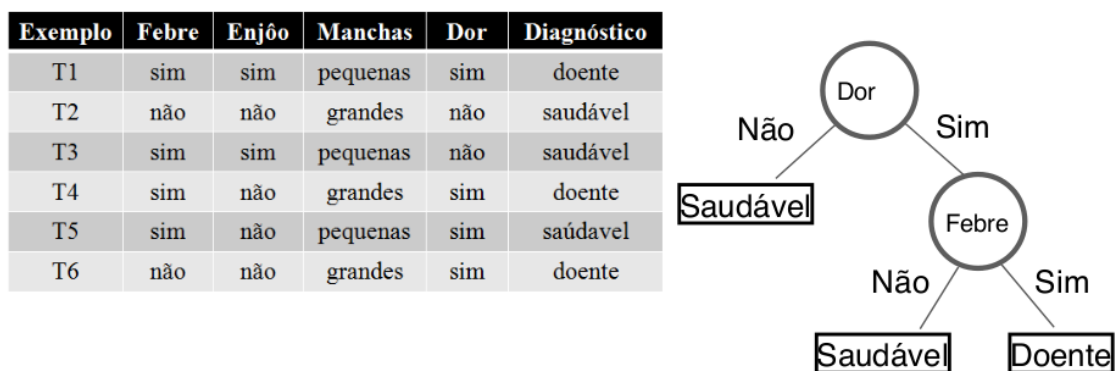 Exemplo Febre Enjôo Manchas Dor Diagnóstico
T1 sim sim pequenas sim doente
T2 não não grandes não saudável
T3 sim sim pequenas não saudável
T4 sim não grandes sim doente
T5 sim não pequenas sim saúdavel
T6 não não grandes sim doente
Dor
Não Sim
Saudável
Febre
Não Sim
Saudável Doente